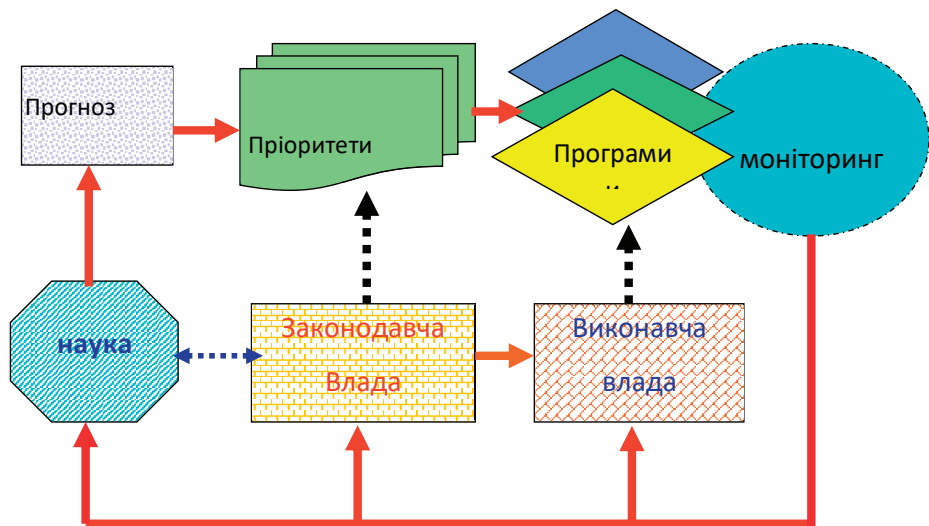 Прогноз
Пріоритети
Програми
моніторинг
наука
Законодавча
Влада
Виконавча
влада